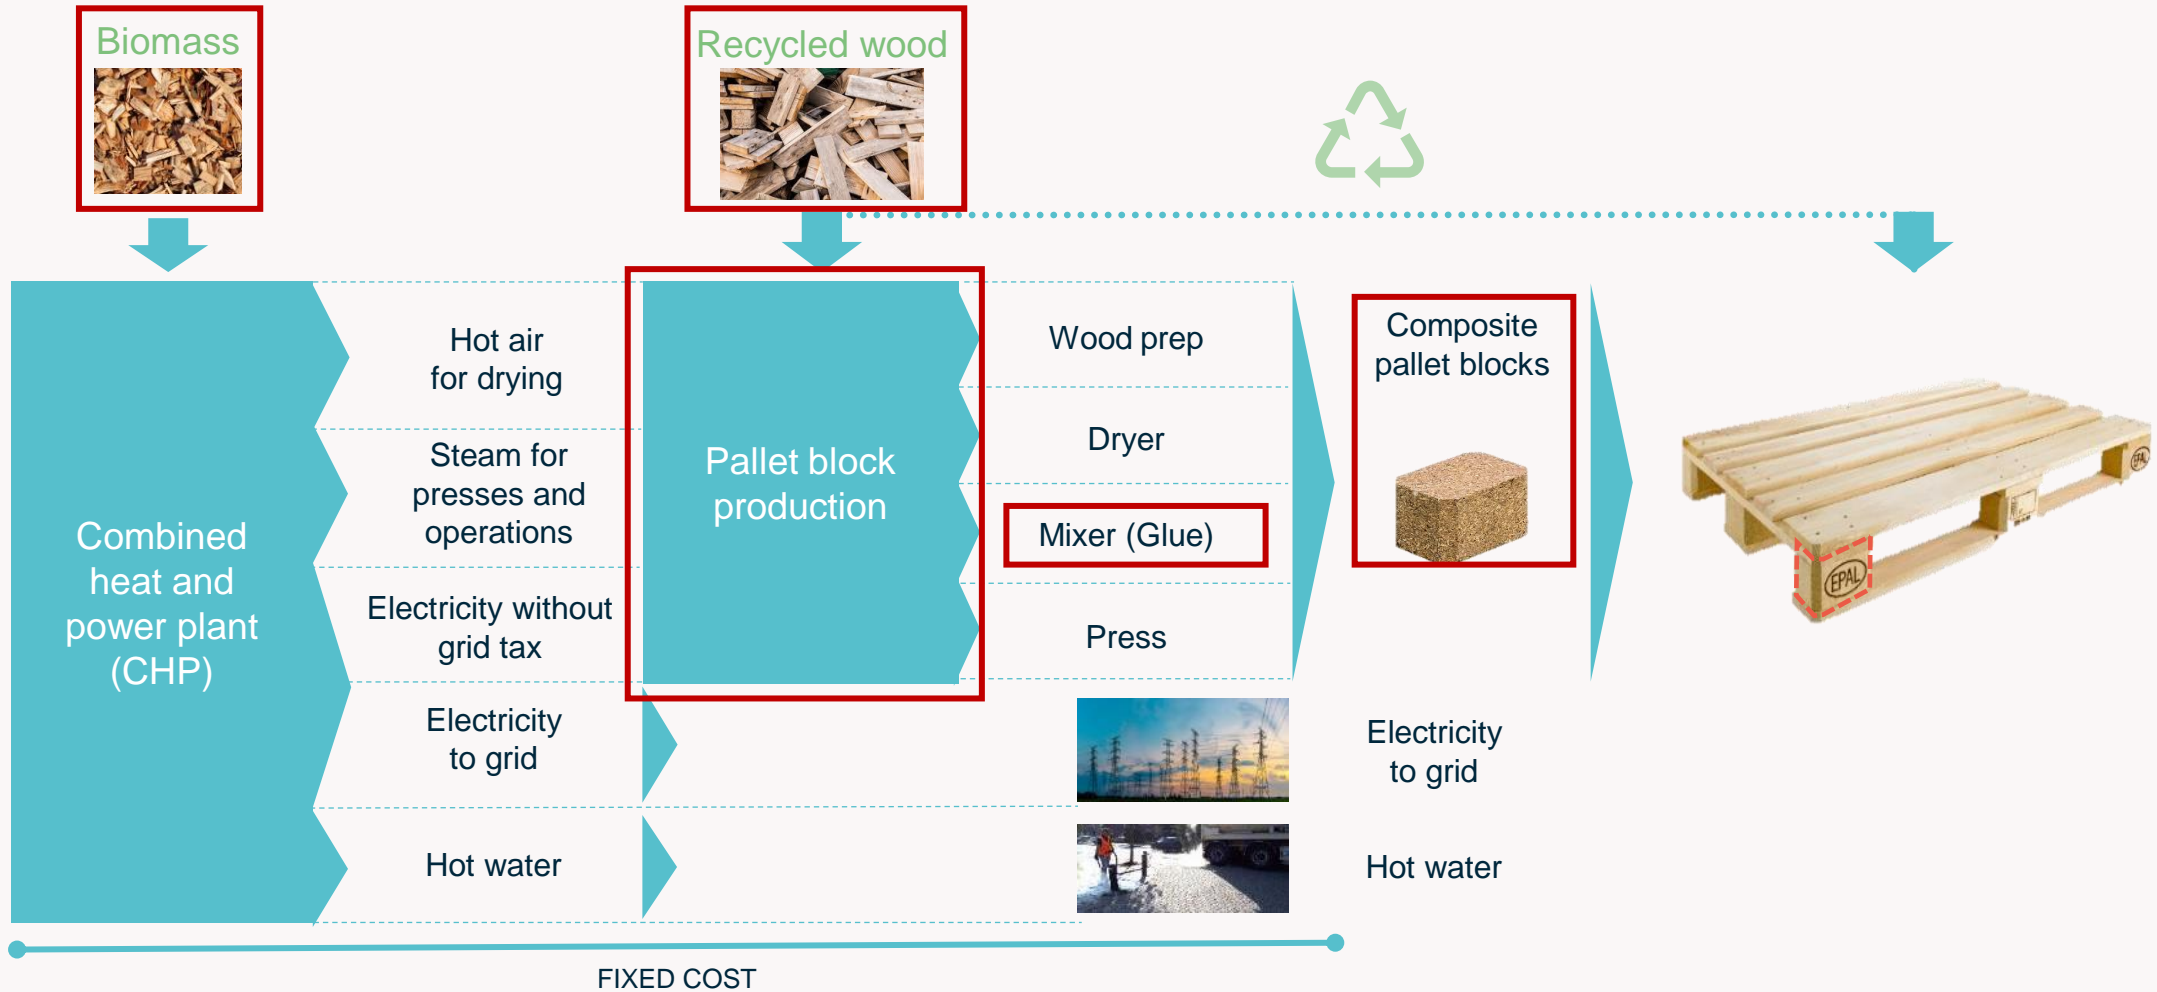 Biomass
Recycled wood
Combined
heat and
power plant
(CHP)
Hot air
for drying
Steam for
presses and
operations
Electricity without
grid tax
Electricity
to grid
Hot water
Pallet block
production
Wood prep
Dryer
Mixer (Glue)
Press
Composite
pallet blocks
EPAL
EPAL
Electricity
to grid
Hot water
FIXED COST